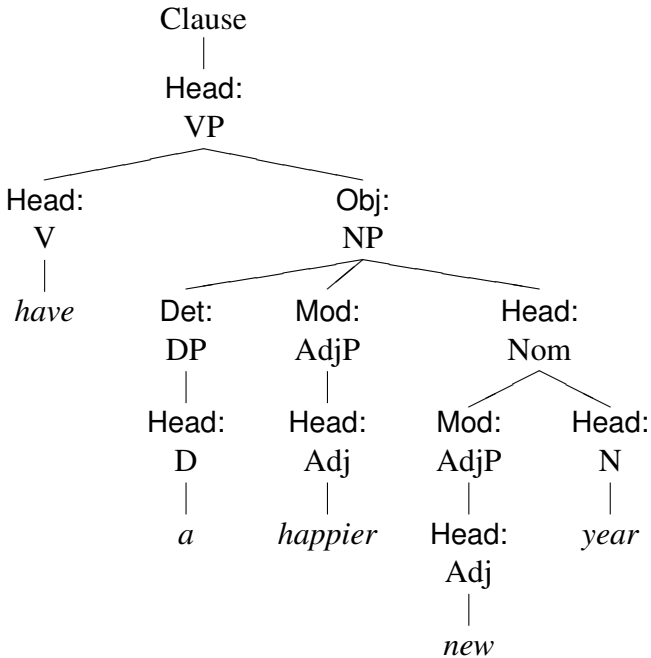 Clause
Head:
VP
Head: Obj:
V NP
have Det: Mod: Head:
DP AdjP Nom
Head: Head: Mod: Head:
D Adj AdjP N
a happier Head: year
Adj
new